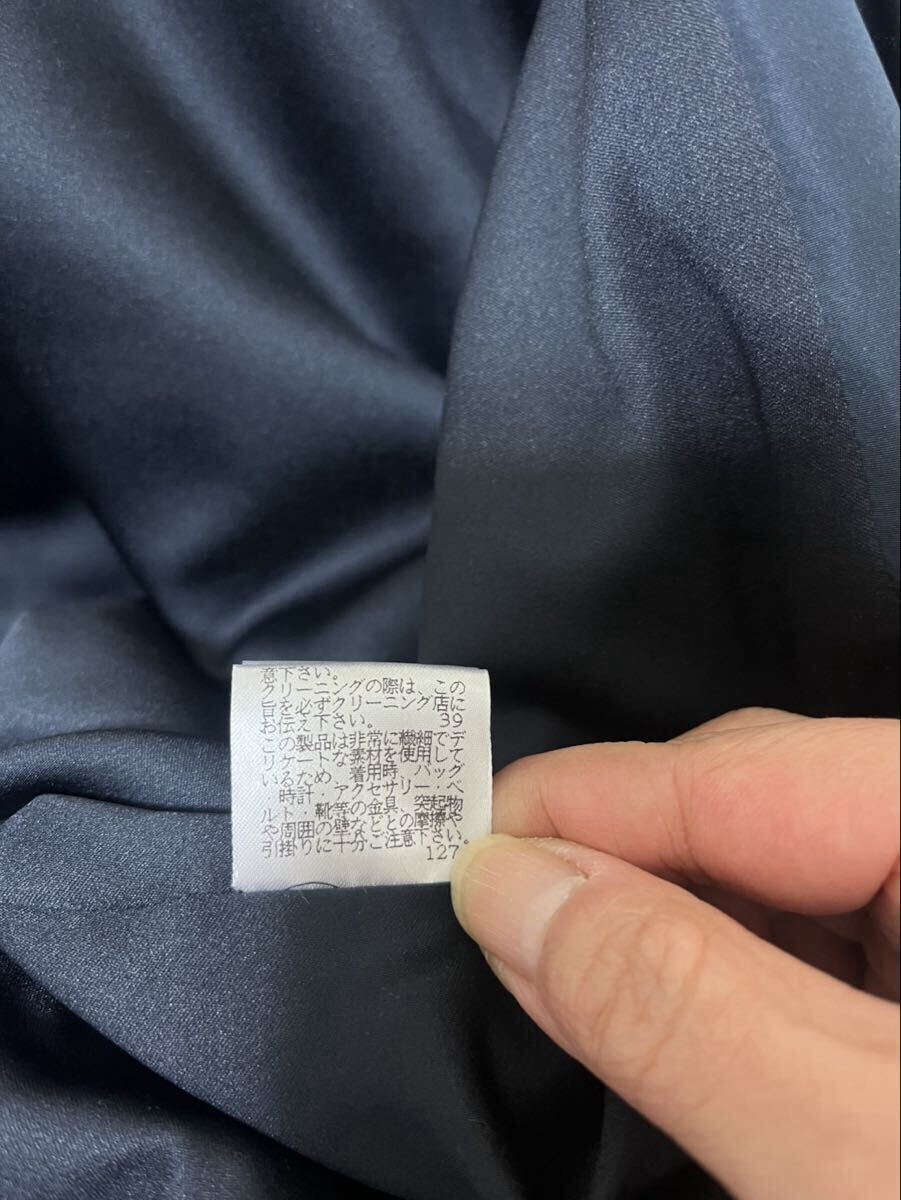 意下さい。
クリーニングの際は、この
旨を必ずクリーニング店に
お伝え下さい。 39
この製品は非常に繊細でデ
リケートな素材を使用して
いるため、着用時、バッグ
・時計・アクセサリー・ベ
ルト・靴等の金具、突起物
や周囲の壁などとの摩擦や
引掛りに十分ご注意下さい。
127